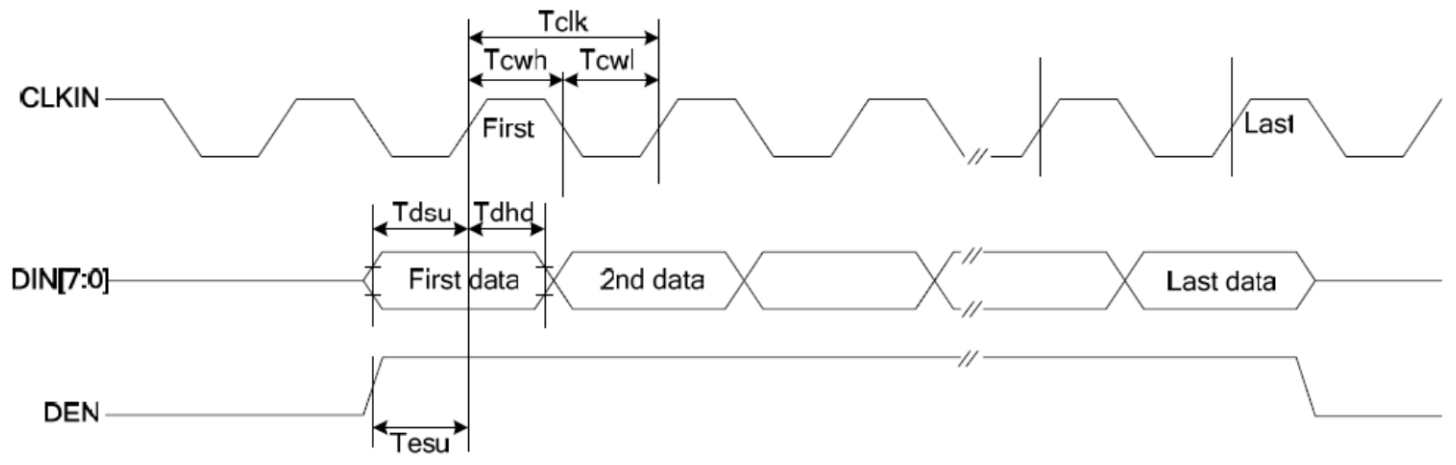 Tclk
Tcwh Tcwl
CLKIN
First
Last
Tdsu Tdhd
DIN[7:0]
First data
2nd data
Last data
DEN
Tesu